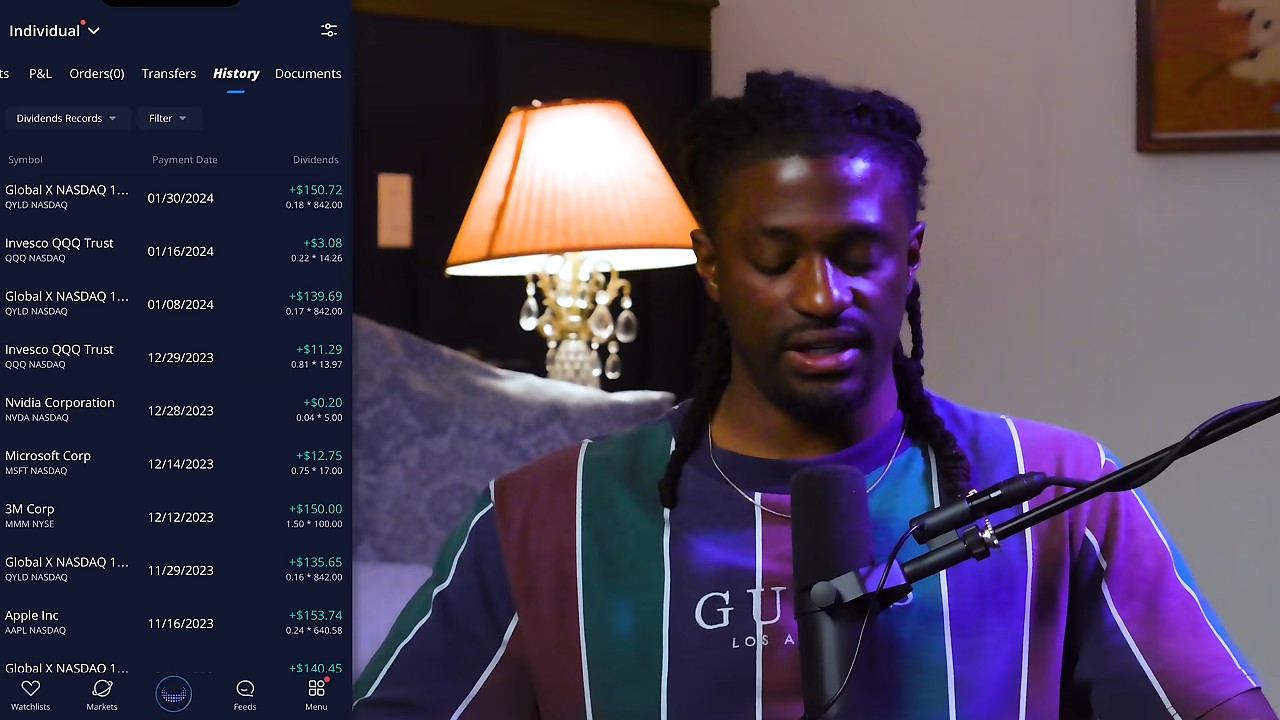 Individual
ts P&L Orders(0) Transfers History Documents
Dividends Records Filter
Symbol Payment Date Dividends
Global X NASDAQ 1... 01/30/2024 +$150.72
QYLD NASDAQ 0.18 * 842.00
Invesco QQQ Trust 01/16/2024 +$3.08
QQQ NASDAQ 0.22 * 14.26
Global X NASDAQ 1... 01/08/2024 +$139.69
QYLD NASDAQ 0.17 * 842.00
Invesco QQQ Trust 12/29/2023 +$11.29
QQQ NASDAQ 0.81 * 13.97
Nvidia Corporation 12/28/2023 +$0.20
NVDA NASDAQ 0.04 * 5.00
Microsoft Corp 12/14/2023 +$12.75
MSFT NASDAQ 0.75 * 17.00
3M Corp 12/12/2023 +$150.00
MMM NYSE 1.50 * 100.00
Global X NASDAQ 1... 11/29/2023 +$135.65
QYLD NASDAQ 0.16 * 842.00
Apple Inc 11/16/2023 +$153.74
AAPL NASDAQ 0.24 * 640.58
Global X NASDAQ 1... +$140.45
Watchlists Markets Feeds Menu
GU S
LOS A